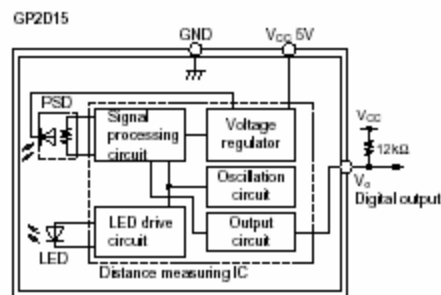 GP2D15
GND
VCC 5V
PSD
Signal
processing
circuit
Voltage
regulator
VCC
12kΩ
Oscillation
circuit
Vo
Digital output
LED drive
circuit
Output
circuit
LED
Distance measuring IC